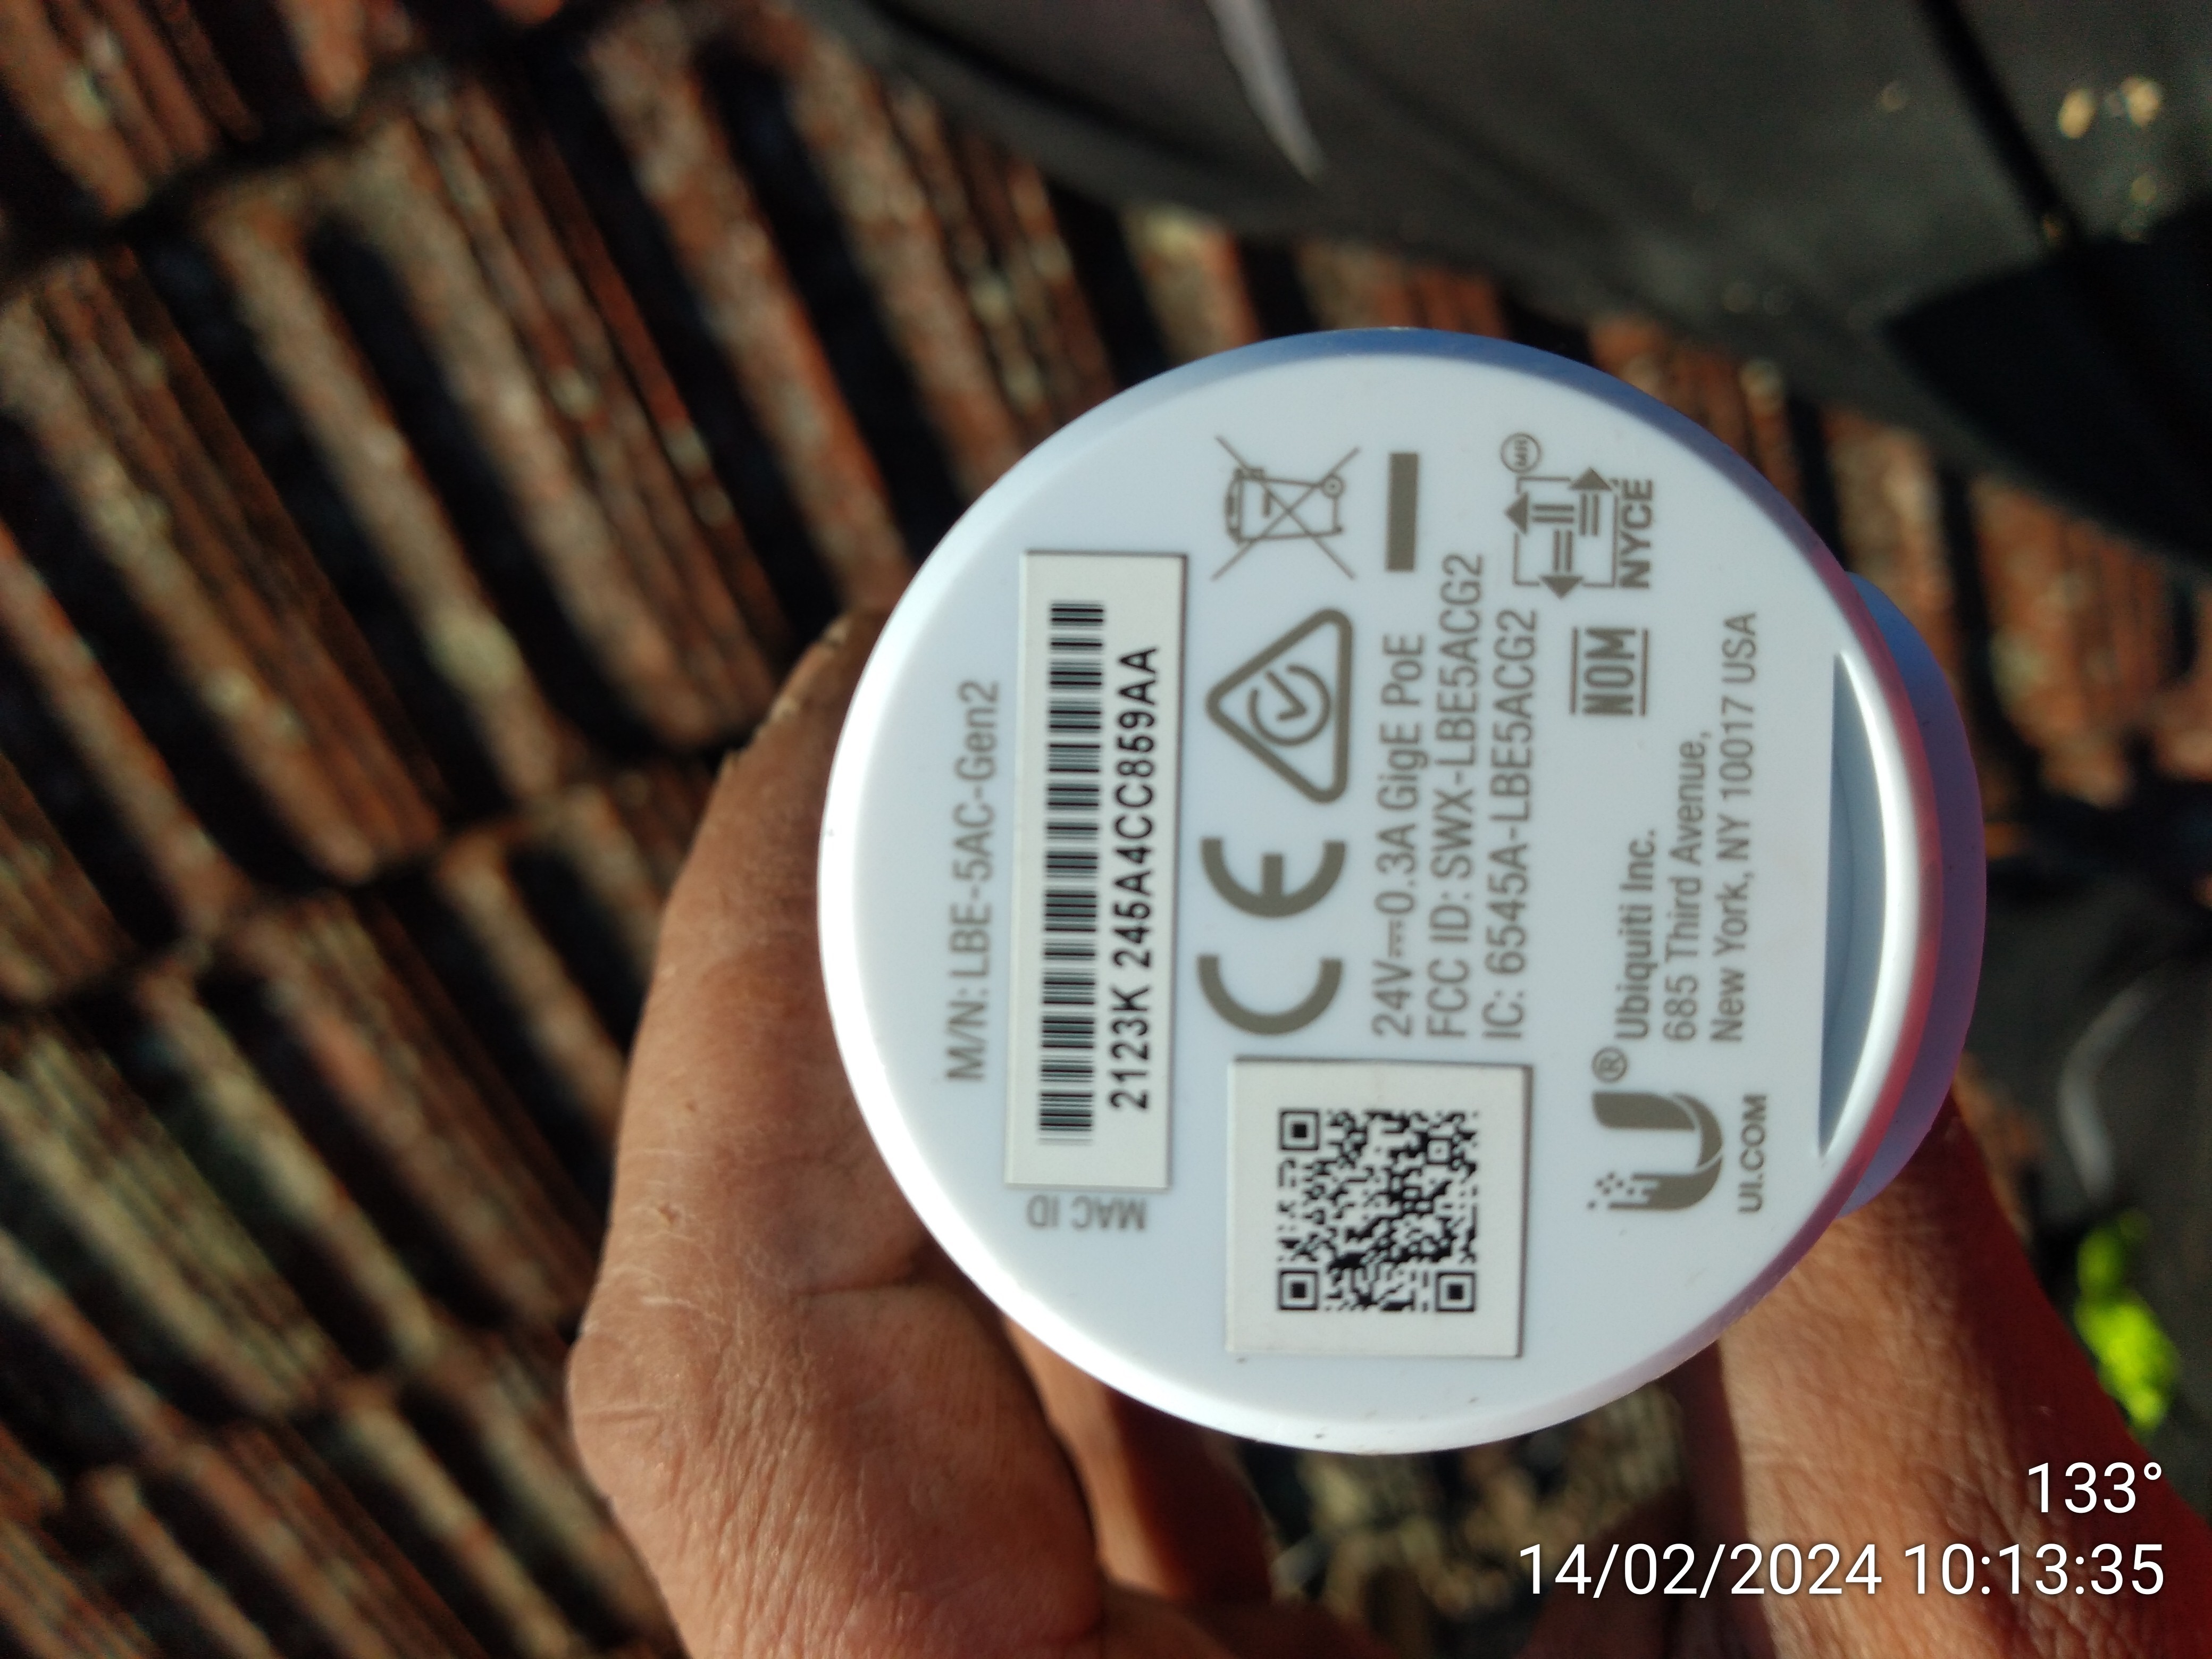 M/N: LBE-5AC-Gen2
MAC ID
2123K 245A4CC859AA
CE
24V⎓0.3A GigE PoE
FCC ID: SWX-LBE5ACG2
IC: 6545A-LBE5ACG2
NOM
NYCE
U® Ubiquiti Inc.
685 Third Avenue,
New York, NY 10017 USA
UI.COM
133°
14/02/2024 10:13:35